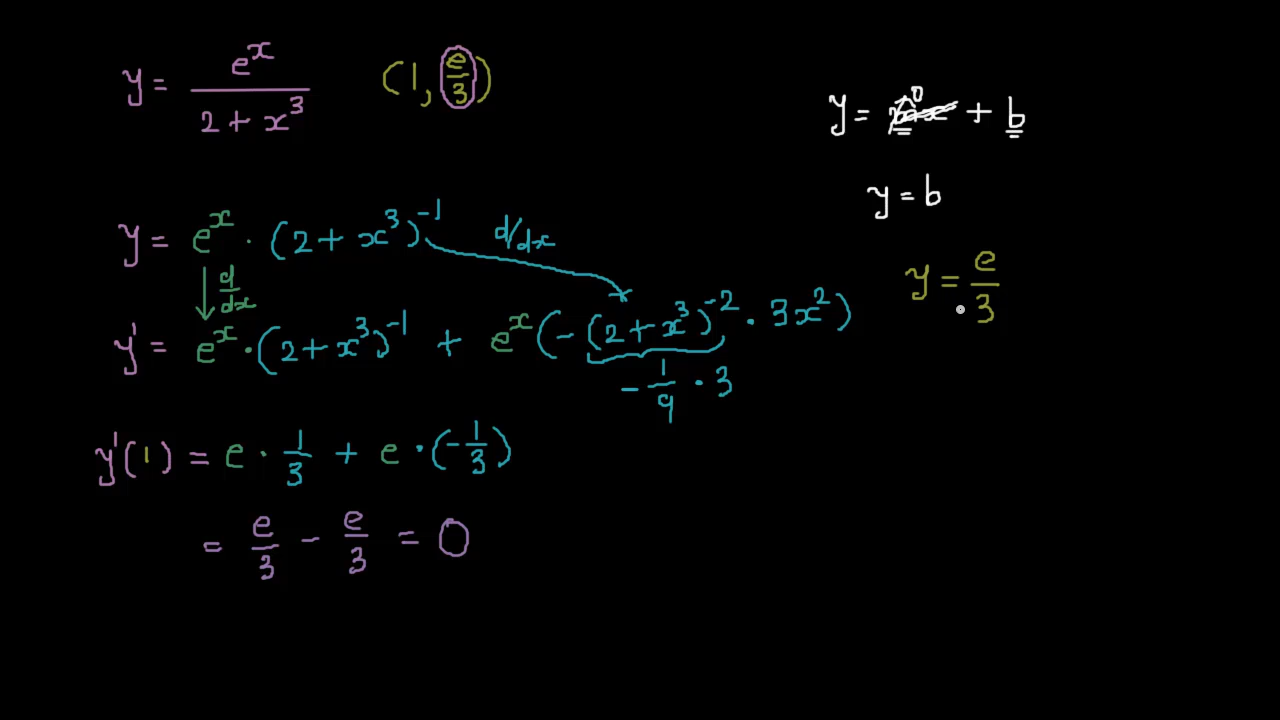 y = e^x / (2 + x^3) (1, e/3)
y = e^x · (2 + x^3)^-1 d/dx
d/dx
y' = e^x · (2 + x^3)^-1 + e^x (-(2 + x^3)^-2 · 3x^2)
- 1/9 · 3
y'(1) = e · 1/3 + e · (-1/3)
= e/3 - e/3 = 0
y = 0 + b
y = b
y = e/3